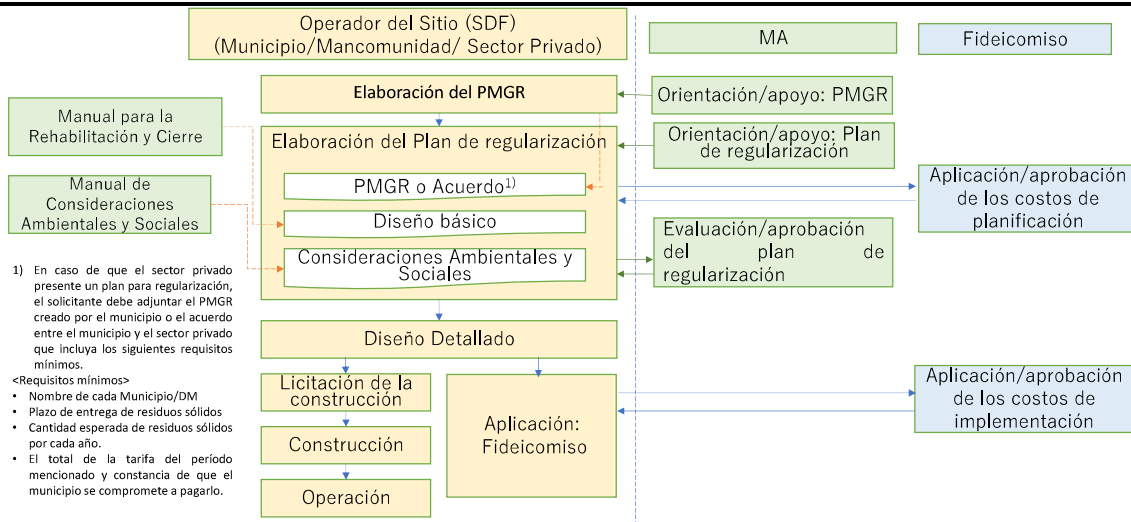 Operador del Sitio (SDF)
(Municipio/Mancomunidad/ Sector Privado)
MA
Fideicomiso
Elaboración del PMGR
Orientación/apoyo: PMGR
Manual para la
Rehabilitación y Cierre
Elaboración del Plan de regularización
Orientación/apoyo: Plan
de regularización
PMGR o Acuerdo1)
Aplicación/aprobación
de los costos de
planificación
Manual de
Consideraciones
Ambientales y Sociales
Diseño básico
Evaluación/aprobación
del plan de
regularización
Consideraciones Ambientales y
Sociales
1) En caso de que el sector privado
presente un plan para regularización,
el solicitante debe adjuntar el PMGR
creado por el municipio o el acuerdo
entre el municipio y el sector privado
que incluya los siguientes requisitos
mínimos.
<Requisitos mínimos>
• Nombre de cada Municipio/DM
• Plazo de entrega de residuos sólidos
• Cantidad esperada de residuos sólidos
por cada año.
• El total de la tarifa del período
mencionado y constancia de que el
municipio se compromete a pagarlo.
Diseño Detallado
Licitación de la
construcción
Construcción
Operación
Aplicación:
Fideicomiso
Aplicación/aprobación
de los costos de
implementación